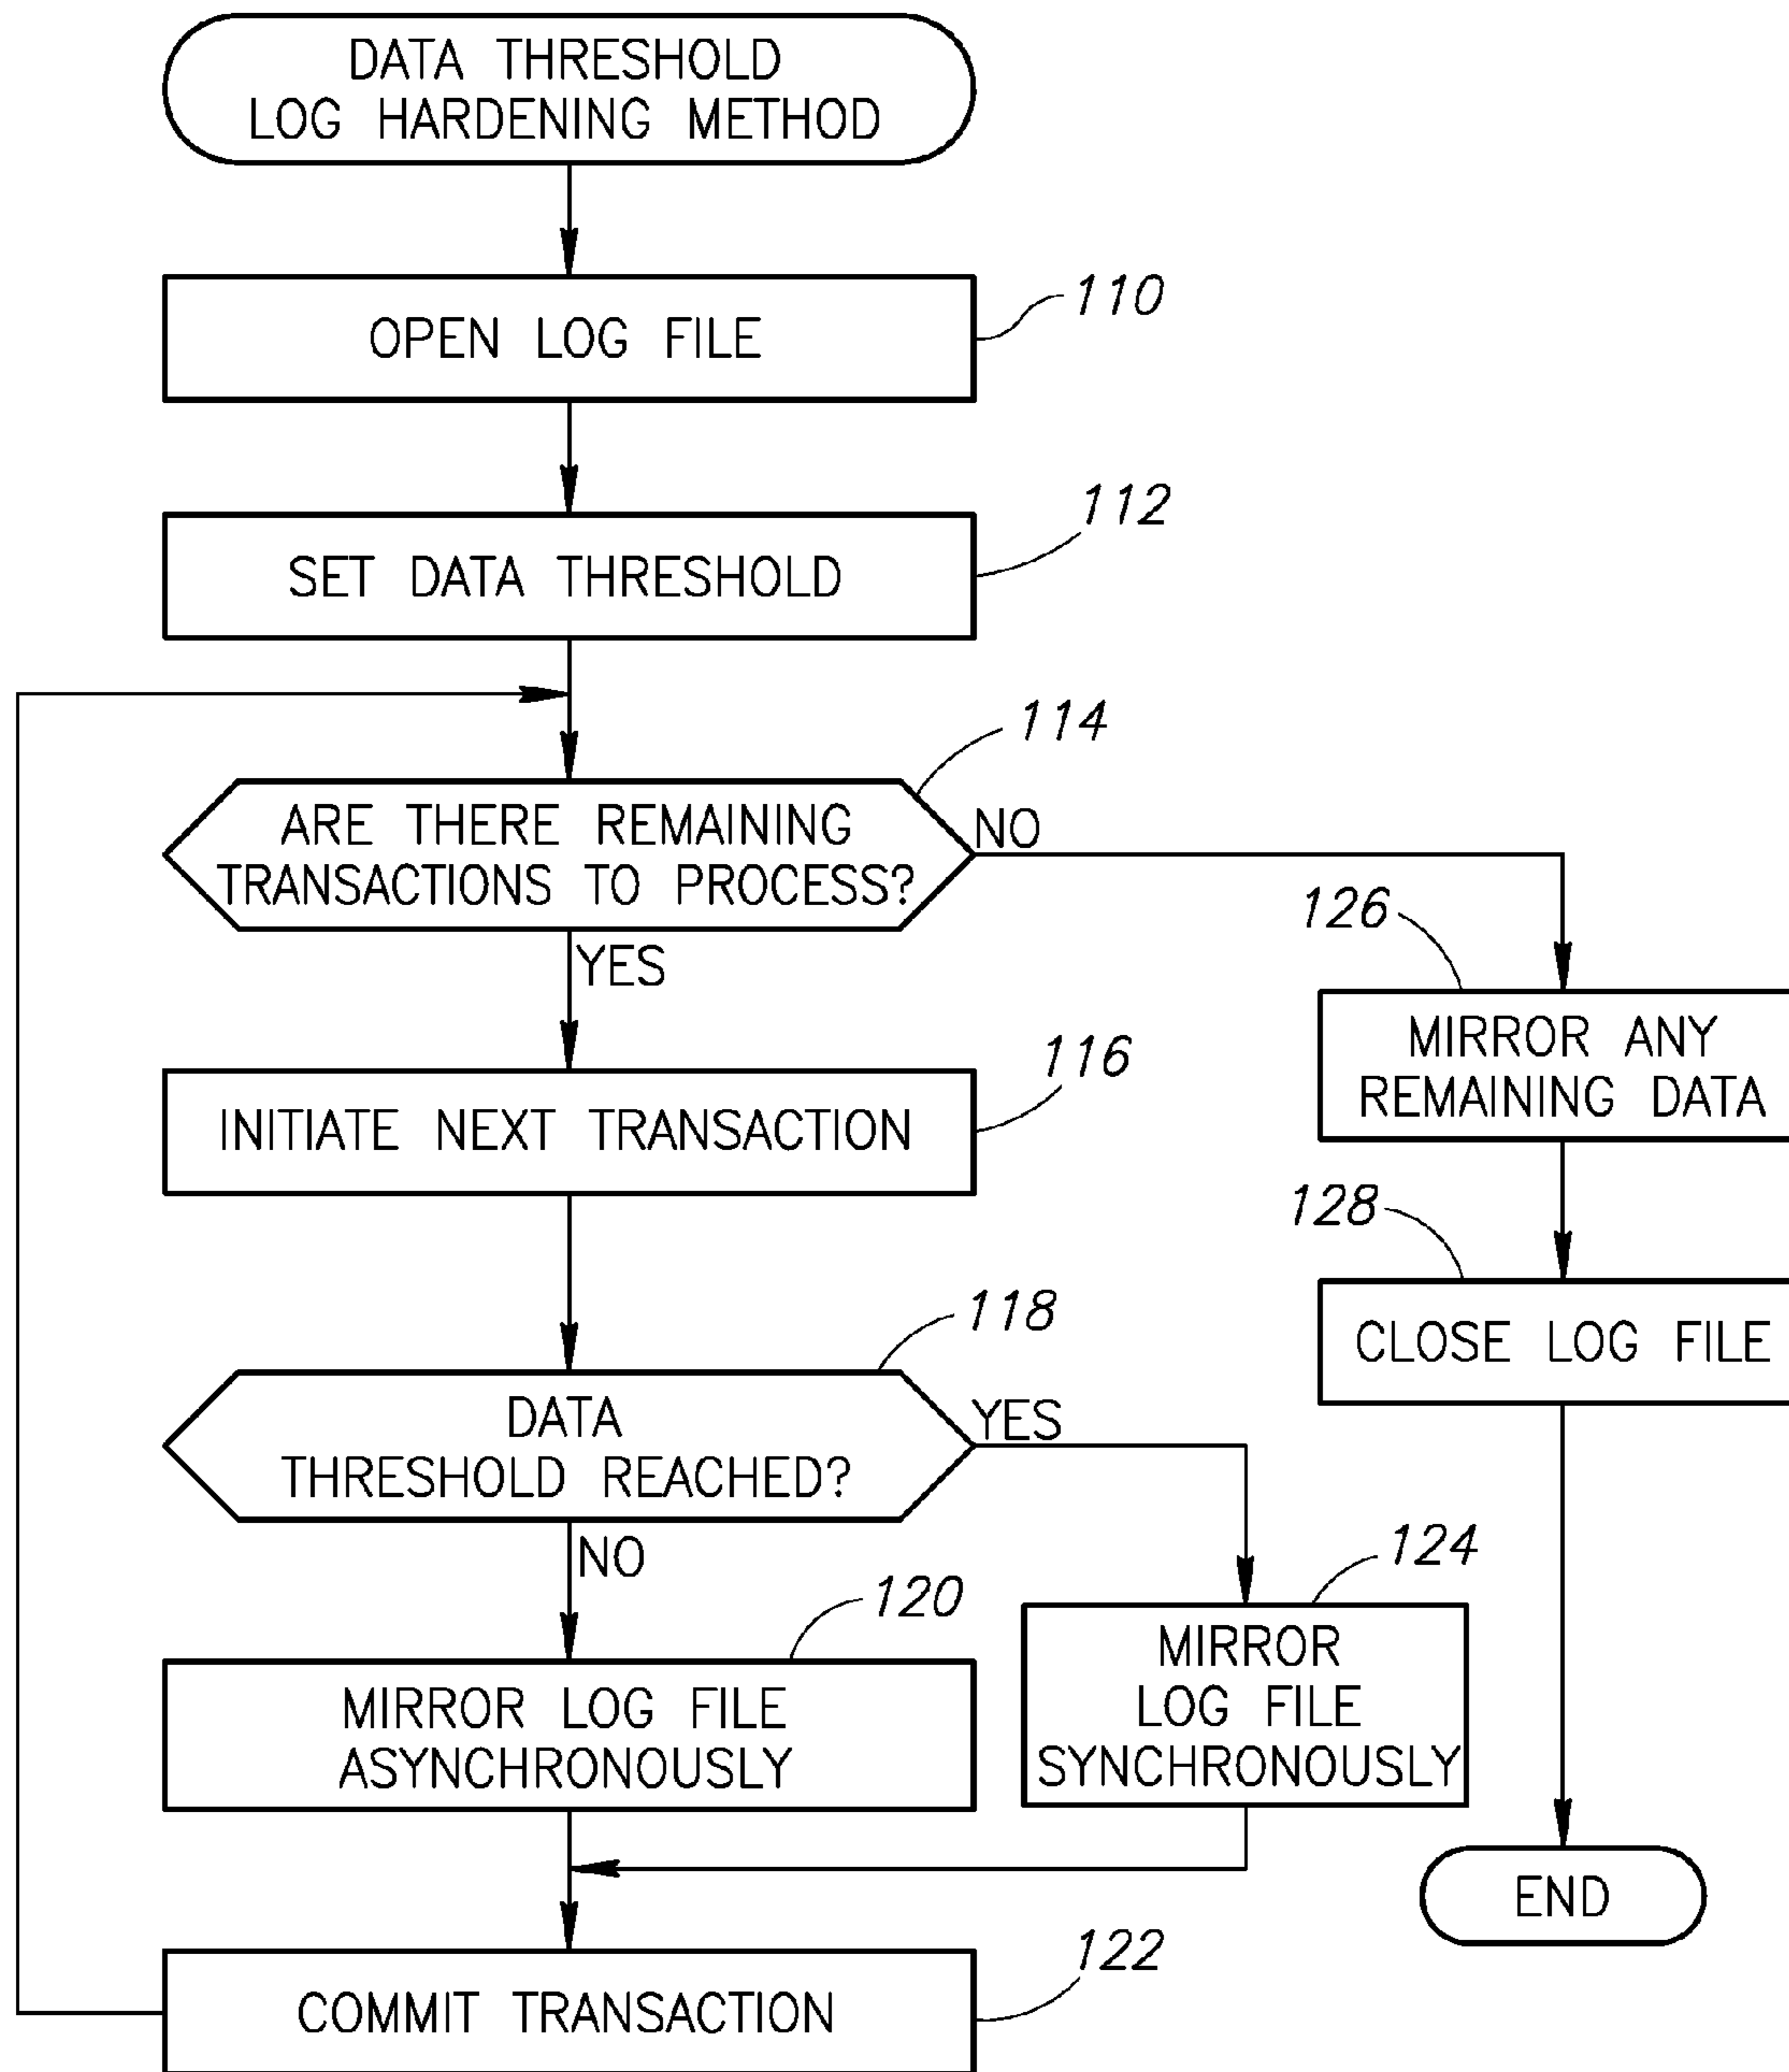 DATA THRESHOLD
LOG HARDENING METHOD
110
OPEN LOG FILE
112
SET DATA THRESHOLD
114
ARE THERE REMAINING
TRANSACTIONS TO PROCESS?
NO
YES
116
INITIATE NEXT TRANSACTION
118
DATA
THRESHOLD REACHED?
YES
NO
120
MIRROR LOG FILE
ASYNCHRONOUSLY
124
MIRROR
LOG FILE
SYNCHRONOUSLY
122
COMMIT TRANSACTION
126
MIRROR ANY
REMAINING DATA
128
CLOSE LOG FILE
END